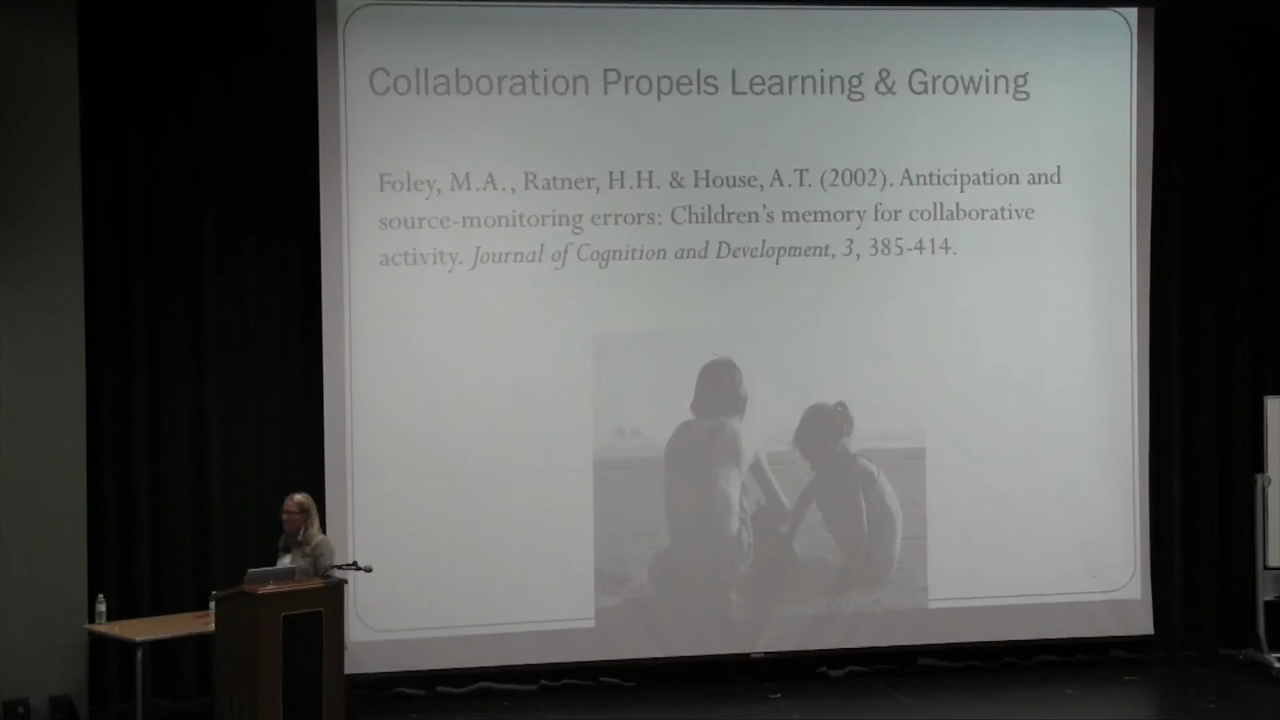 Collaboration Propels Learning & Growing
Foley, M.A., Ratner, H.H. & House, A.T. (2002). Anticipation and
source-monitoring errors: Children's memory for collaborative
activity. Journal of Cognition and Development, 3, 385-414.